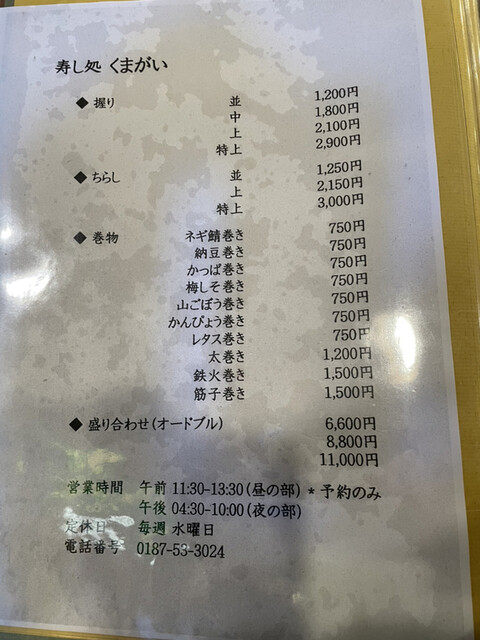 寿し処 くまがい
◆ 握り 並 1,200円
中 1,800円
上 2,100円
特上 2,900円
◆ ちらし 並 1,250円
上 2,150円
特上 3,000円
◆ 巻物 ネギ鯖巻き 750円
納豆巻き 750円
かっぱ巻き 750円
梅しそ巻き 750円
山ごぼう巻き 750円
かんぴょう巻き 750円
レタス巻き 750円
太巻き 1,200円
鉄火巻き 1,500円
筋子巻き 1,500円
◆ 盛り合わせ(オードブル) 6,600円
8,800円
11,000円
営業時間 午前 11:30-13:30(昼の部) * 予約のみ
午後 04:30-10:00(夜の部)
定休日 毎週 水曜日
電話番号 0187-53-3024